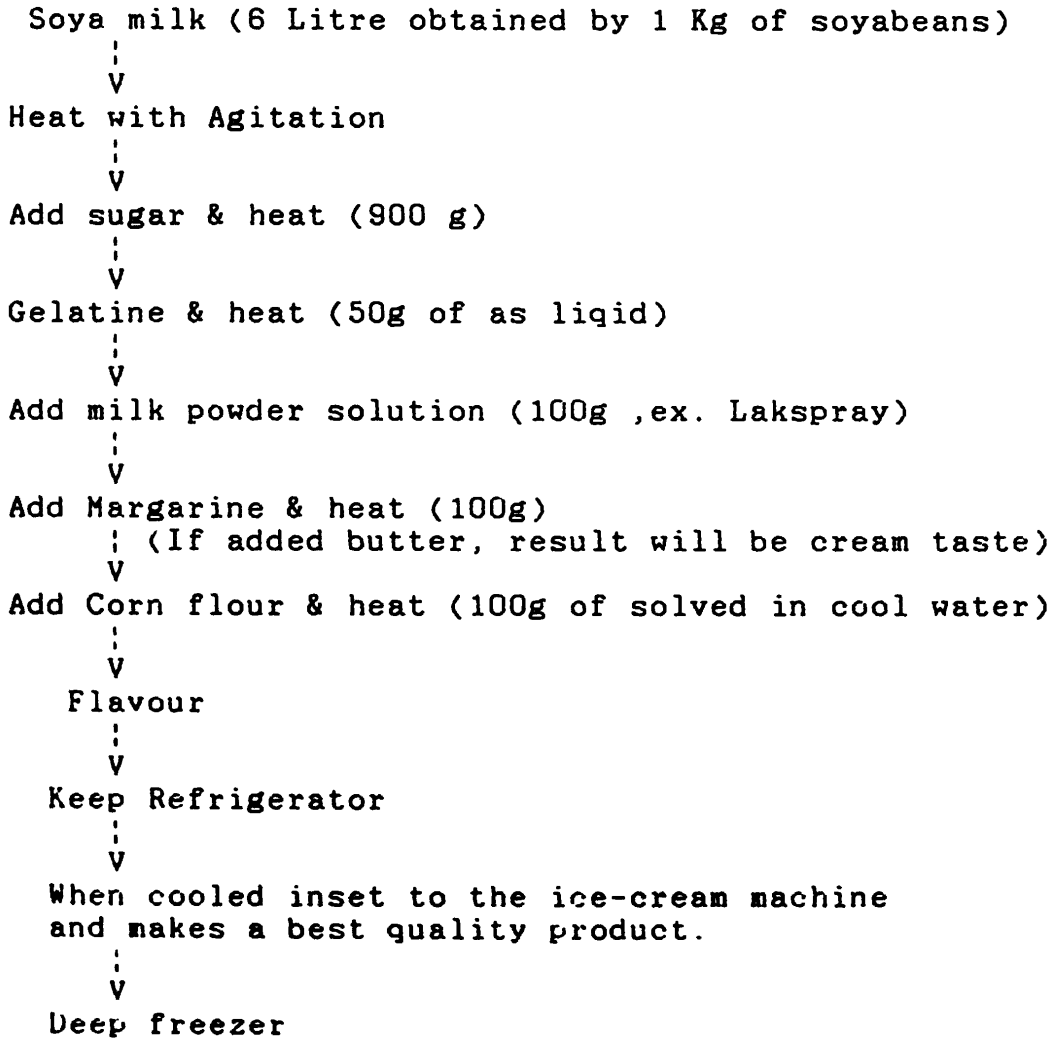 Soya milk (6 Litre obtained by 1 Kg of soyabeans)
V
Heat with Agitation
V
Add sugar & heat (900 g)
V
Gelatine & heat (50g of as liqid)
V
Add milk powder solution (100g ,ex. Lakspray)
V
Add Margarine & heat (100g)
(If added butter, result will be cream taste)
V
Add Corn flour & heat (100g of solved in cool water)
V
Flavour
V
Keep Refrigerator
V
When cooled inset to the ice-cream machine
and makes a best quality product.
V
Deep freezer